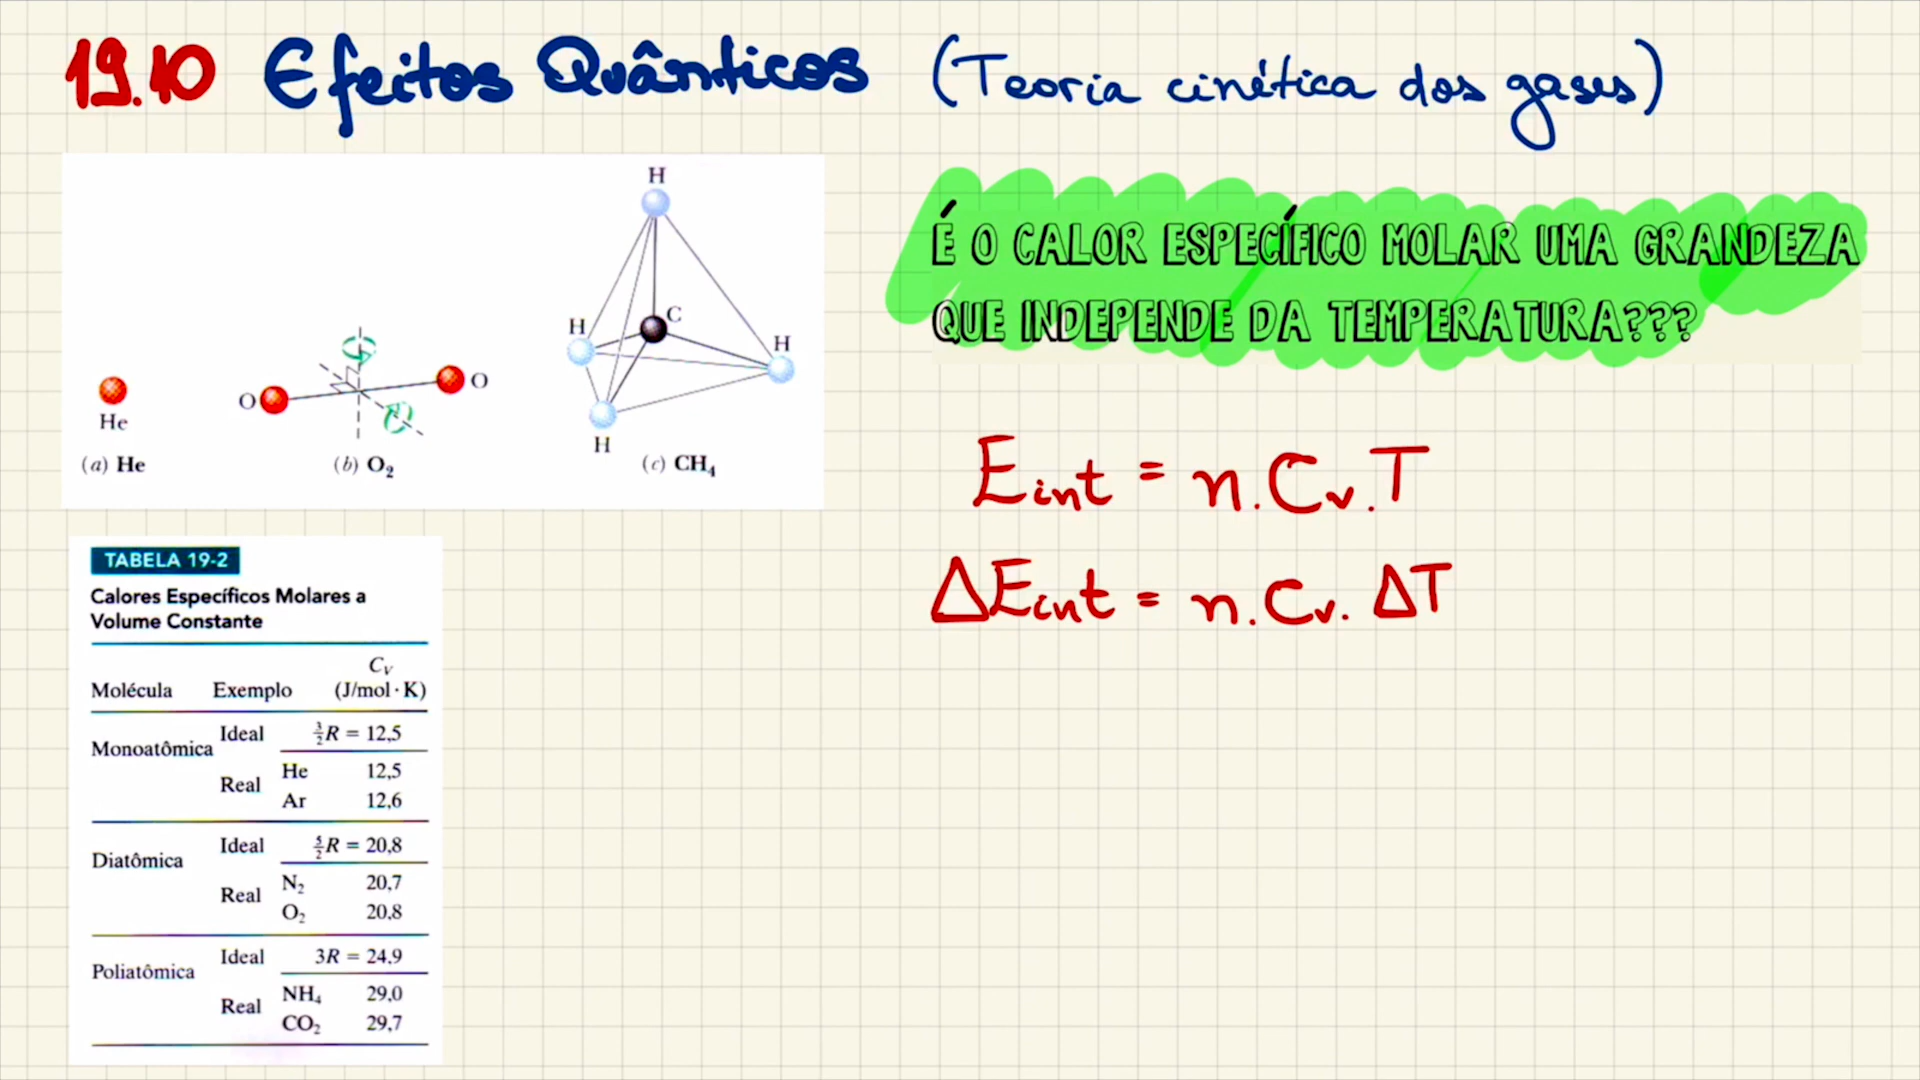 19.10 Efeitos Quânticos (Teoria cinética dos gases)
H
C
H
H
H
He
O
O
(a) He
(b) O₂
(c) CH₄
É O CALOR ESPECÍFICO MOLAR UMA GRANDEZA
QUE INDEPENDE DA TEMPERATURA???
Eint = n.Cv.T
ΔEint = n.Cv.ΔT
TABELA 19-2
Calores Específicos Molares a
Volume Constante
Molécula Exemplo C_V (J/mol·K)
Monoatômica
Ideal 3/2 R = 12,5
Real He 12,5
Ar 12,6
Diatômica
Ideal 5/2 R = 20,8
Real N₂ 20,7
O₂ 20,8
Poliatômica
Ideal 3R = 24,9
Real NH₄ 29,0
CO₂ 29,7